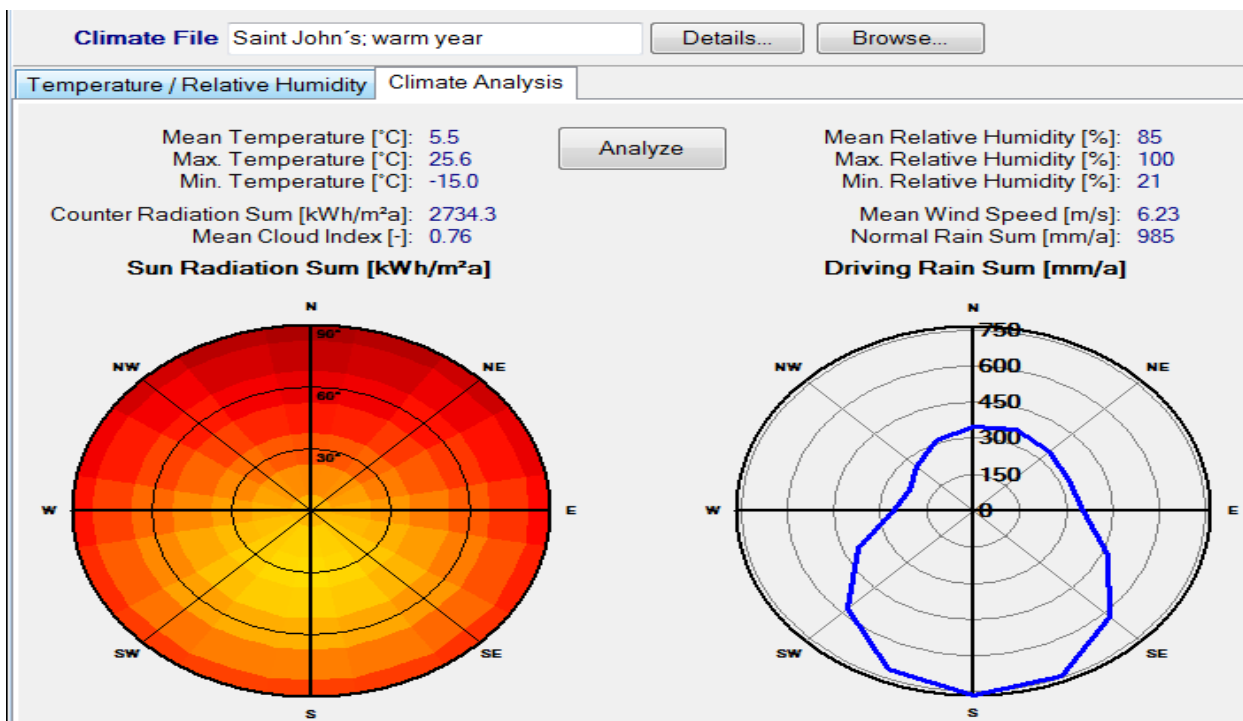 Climate File Saint John´s; warm year Details... Browse...
Temperature / Relative Humidity Climate Analysis
Mean Temperature [°C]: 5.5
Max. Temperature [°C]: 25.6
Min. Temperature [°C]: -15.0
Counter Radiation Sum [kWh/m²a]: 2734.3
Mean Cloud Index [-]: 0.76
Analyze
Mean Relative Humidity [%]: 85
Max. Relative Humidity [%]: 100
Min. Relative Humidity [%]: 21
Mean Wind Speed [m/s]: 6.23
Normal Rain Sum [mm/a]: 985
Sun Radiation Sum [kWh/m²a]
N
90°
NW NE
60°
30°
W E
SW SE
S
Driving Rain Sum [mm/a]
N
750
NW 600 NE
450
300
150
W 0 E
SW SE
S